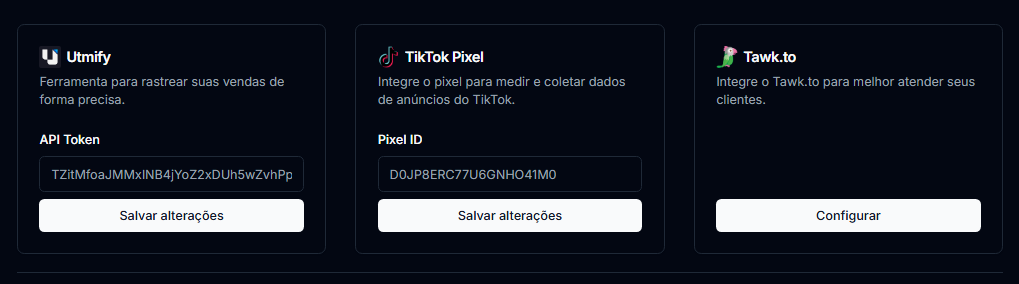 Utmify
Ferramenta para rastrear suas vendas de
forma precisa.
API Token
TZitMfoaJMMxINB4jYoZ2xDUh5wZvhPp
Salvar alterações
TikTok Pixel
Integre o pixel para medir e coletar dados
de anúncios do TikTok.
Pixel ID
D0JP8ERC77U6GNHO41M0
Salvar alterações
Tawk.to
Integre o Tawk.to para melhor atender seus
clientes.
Configurar